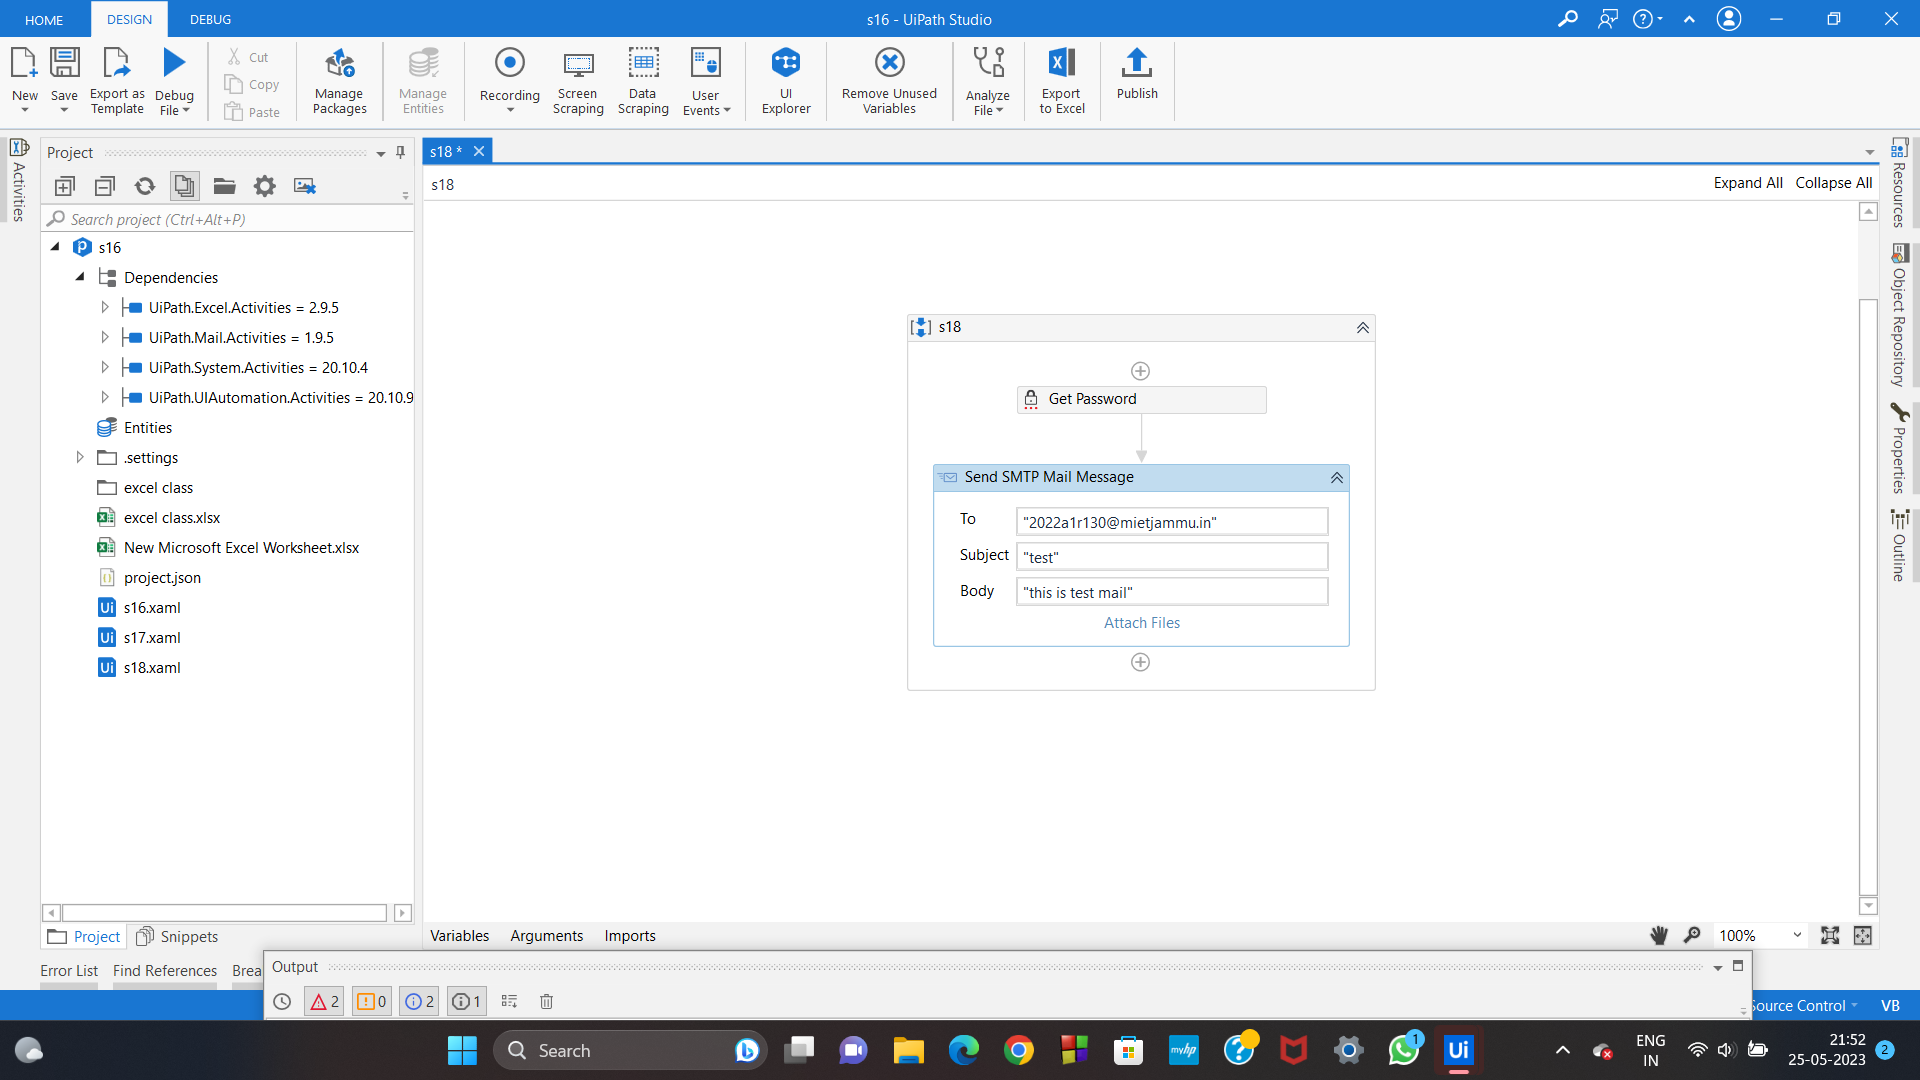 HOME
DESIGN
DEBUG
s16 - UiPath Studio
New
Save
Export as
Template
Debug
File
Cut
Copy
Paste
Manage
Packages
Manage
Entities
Recording
Screen
Scraping
Data
Scraping
User
Events
UI
Explorer
Remove Unused
Variables
Analyze
File
Export
to Excel
Publish
Activities
Project
Search project (Ctrl+Alt+P)
s16
Dependencies
UiPath.Excel.Activities = 2.9.5
UiPath.Mail.Activities = 1.9.5
UiPath.System.Activities = 20.10.4
UiPath.UIAutomation.Activities = 20.10.9
Entities
.settings
excel class
excel class.xlsx
New Microsoft Excel Worksheet.xlsx
project.json
Ui s16.xaml
Ui s17.xaml
Ui s18.xaml
Project
Snippets
s18 *
s18
Expand All
Collapse All
s18
Get Password
Send SMTP Mail Message
To
"2022a1r130@mietjammu.in"
Subject
"test"
Body
"this is test mail"
Attach Files
Resources
Object Repository
Properties
Outline
Variables
Arguments
Imports
100%
Error List
Find References
Brea
Output
2
0
2
1
Source Control
VB
Search
myhp
1
Ui
ENG
IN
21:52
25-05-2023
2